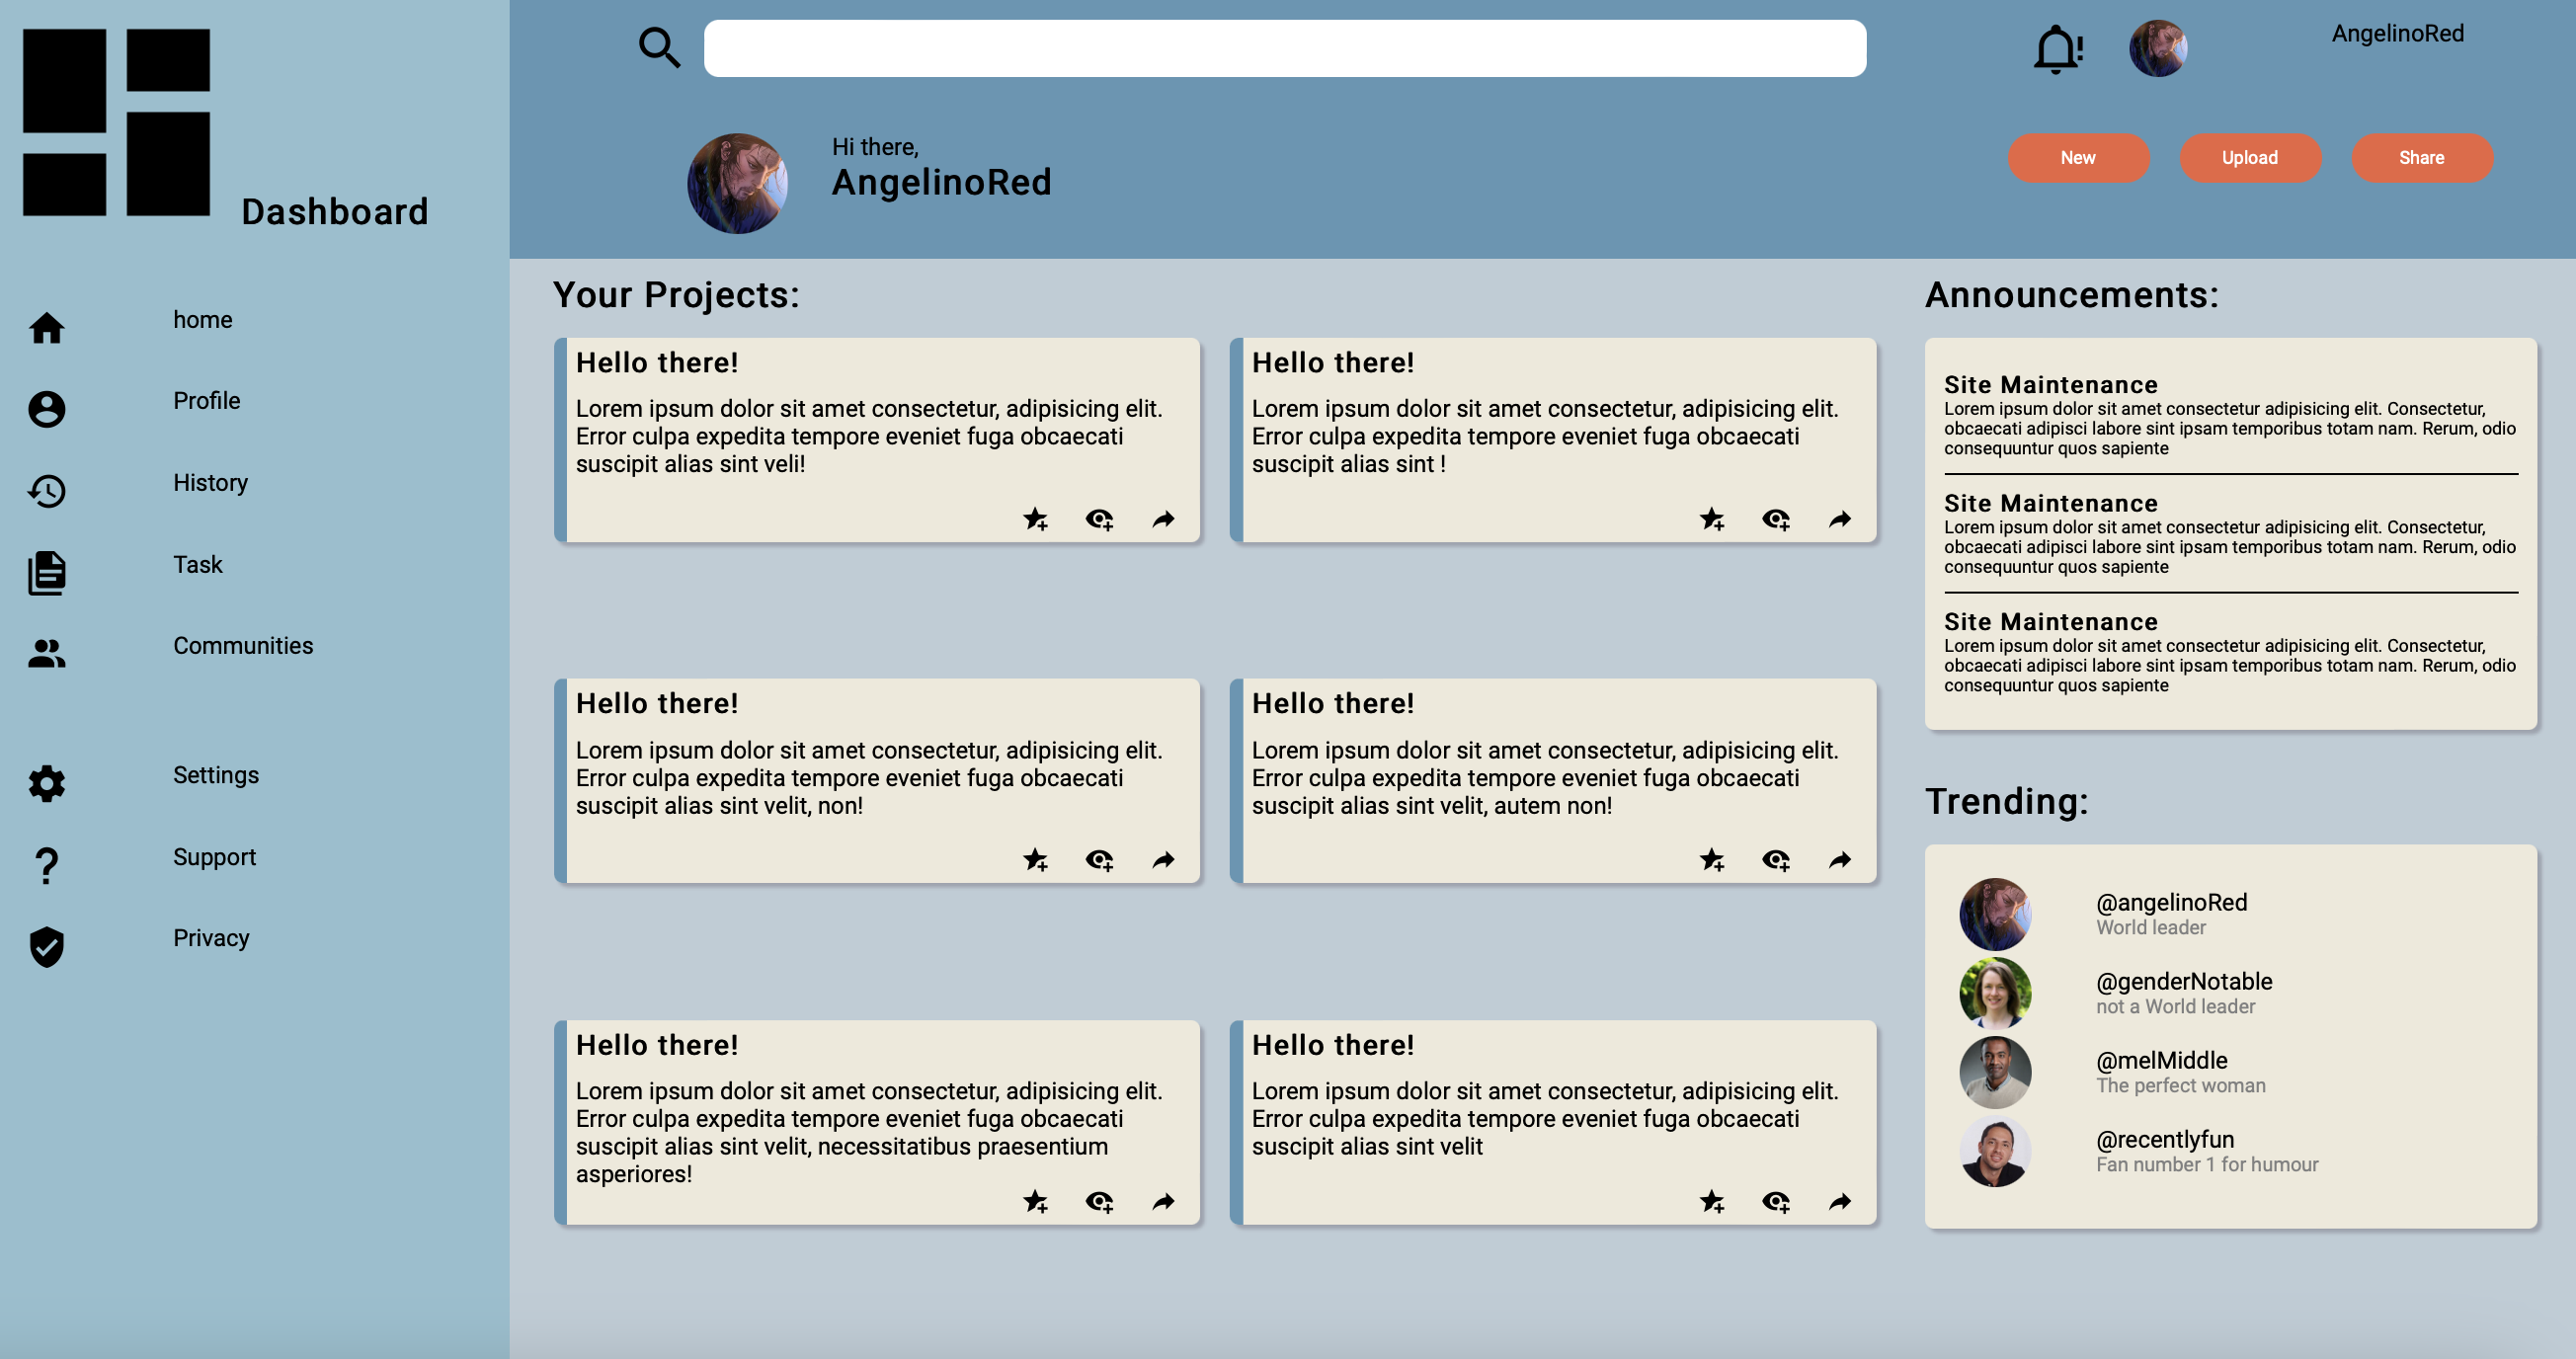 Dashboard
home
Profile
History
Task
Communities
Settings
Support
Privacy
AngelinoRed
Hi there,
AngelinoRed
New
Upload
Share
Your Projects:
Hello there!
Lorem ipsum dolor sit amet consectetur, adipisicing elit.
Error culpa expedita tempore eveniet fuga obcaecati
suscipit alias sint veli!
Hello there!
Lorem ipsum dolor sit amet consectetur, adipisicing elit.
Error culpa expedita tempore eveniet fuga obcaecati
suscipit alias sint !
Hello there!
Lorem ipsum dolor sit amet consectetur, adipisicing elit.
Error culpa expedita tempore eveniet fuga obcaecati
suscipit alias sint velit, non!
Hello there!
Lorem ipsum dolor sit amet consectetur, adipisicing elit.
Error culpa expedita tempore eveniet fuga obcaecati
suscipit alias sint velit, autem non!
Hello there!
Lorem ipsum dolor sit amet consectetur, adipisicing elit.
Error culpa expedita tempore eveniet fuga obcaecati
suscipit alias sint velit, necessitatibus praesentium
asperiores!
Hello there!
Lorem ipsum dolor sit amet consectetur, adipisicing elit.
Error culpa expedita tempore eveniet fuga obcaecati
suscipit alias sint velit
Announcements:
Site Maintenance
Lorem ipsum dolor sit amet consectetur adipisicing elit. Consectetur,
obcaecati adipisci labore sint ipsam temporibus totam nam. Rerum, odio
consequuntur quos sapiente
Site Maintenance
Lorem ipsum dolor sit amet consectetur adipisicing elit. Consectetur,
obcaecati adipisci labore sint ipsam temporibus totam nam. Rerum, odio
consequuntur quos sapiente
Site Maintenance
Lorem ipsum dolor sit amet consectetur adipisicing elit. Consectetur,
obcaecati adipisci labore sint ipsam temporibus totam nam. Rerum, odio
consequuntur quos sapiente
Trending:
@angelinoRed
World leader
@genderNotable
not a World leader
@melMiddle
The perfect woman
@recentlyfun
Fan number 1 for humour